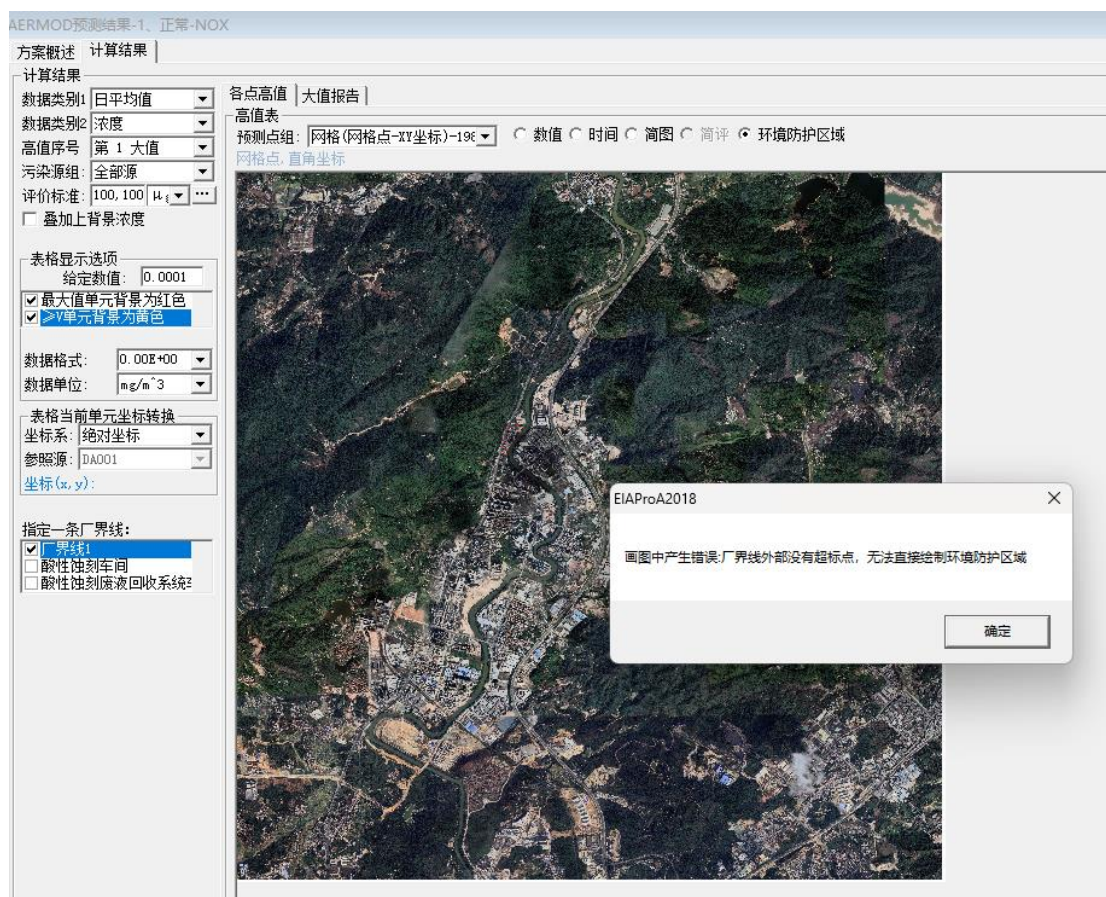 AERMOD预测结果-1、正常-NOX
方案概述 计算结果
计算结果
数据类别1 日平均值
数据类别2 浓度
高值序号 第 1 大值
污染源组: 全部源
评价标准: 100,100
叠加上背景浓度
表格显示选项
给定数值: 0.0001
最大值单元背景为红色
≥V单元背景为黄色
数据格式: 0.00E+00
数据单位: mg/m^3
表格当前单元坐标转换
坐标系: 绝对坐标
参照源: DA001
坐标(x,y):
指定一条厂界线:
厂界线1
酸性蚀刻车间
酸性蚀刻废液回收系统
各点高值 大值报告
高值表
预测点组: 网格(网格点-XY坐标)-198 数值 时间 简图 简评 环境防护区域
网格点,直角坐标
EIAProA2018
画图中产生错误:厂界线外部没有超标点,无法直接绘制环境防护区域
确定